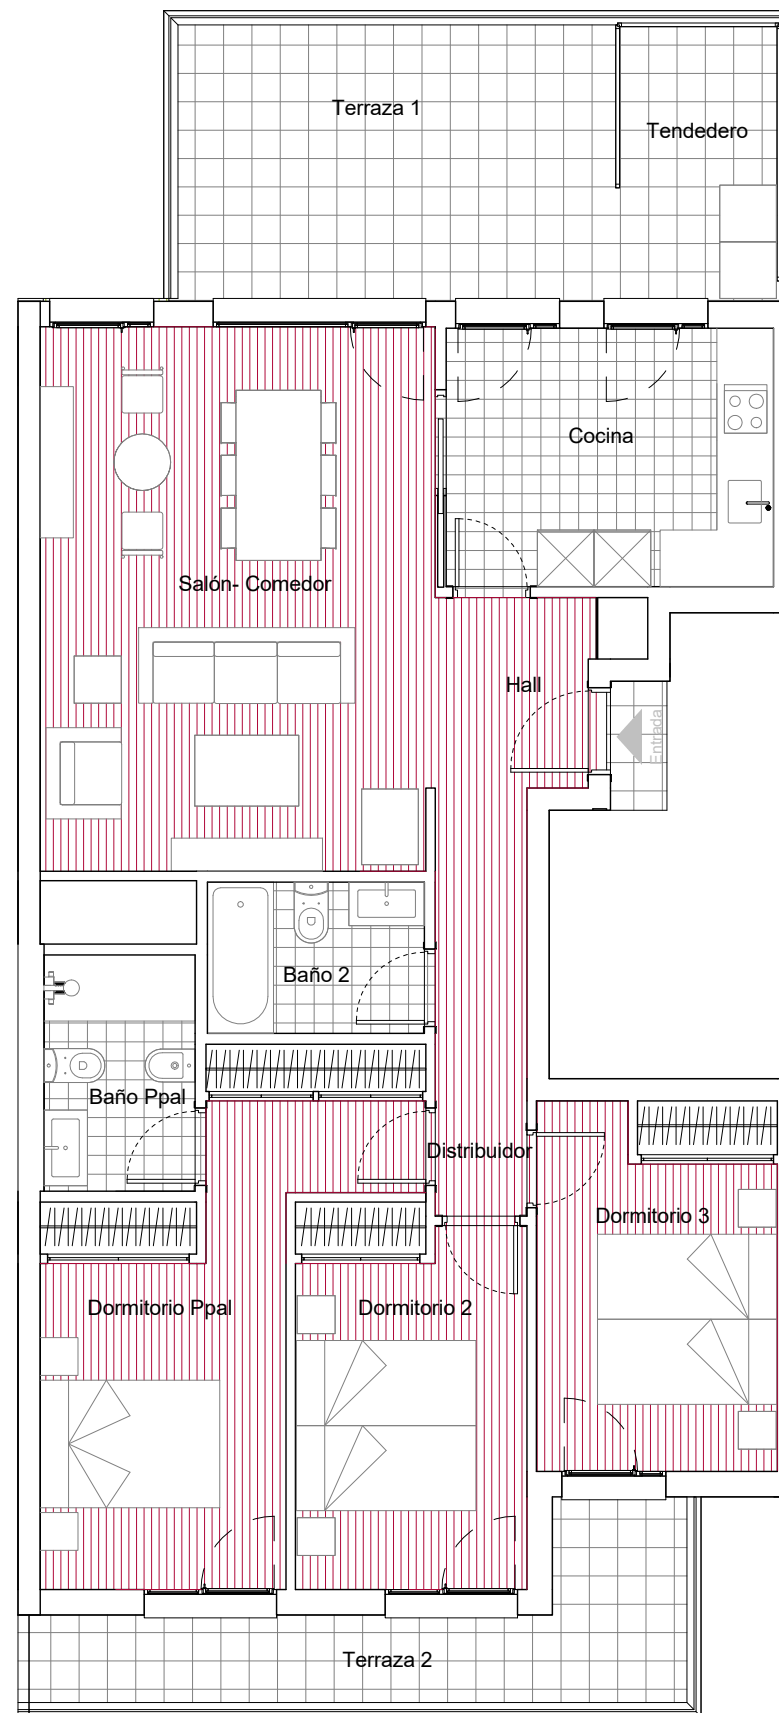 Terraza 1
Tendedero
Cocina
Salón- Comedor
Hall
Entrada
Baño 2
Baño Ppal
Distribuidor
Dormitorio 3
Dormitorio Ppal
Dormitorio 2
Terraza 2